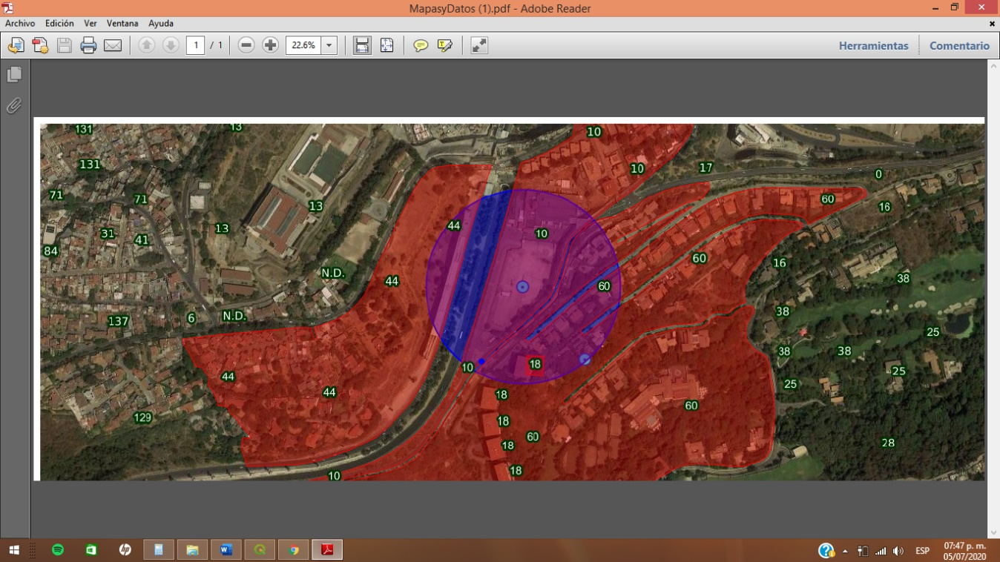 MapasyDatos (1).pdf - Adobe Reader
Archivo Edición Ver Ventana Ayuda
1 / 1 22.6% Herramientas Comentario
131 13 10
131 10 17 0
71 71 13 60 16
13 44 10
31 41
84 N.D. 44 60 16 38
60
137 6 N.D. 38 25
38 38
44 10 18 25 25
44 18 60
129 18 60 28
18
10 18
ESP 07:47 p. m.
05/07/2020